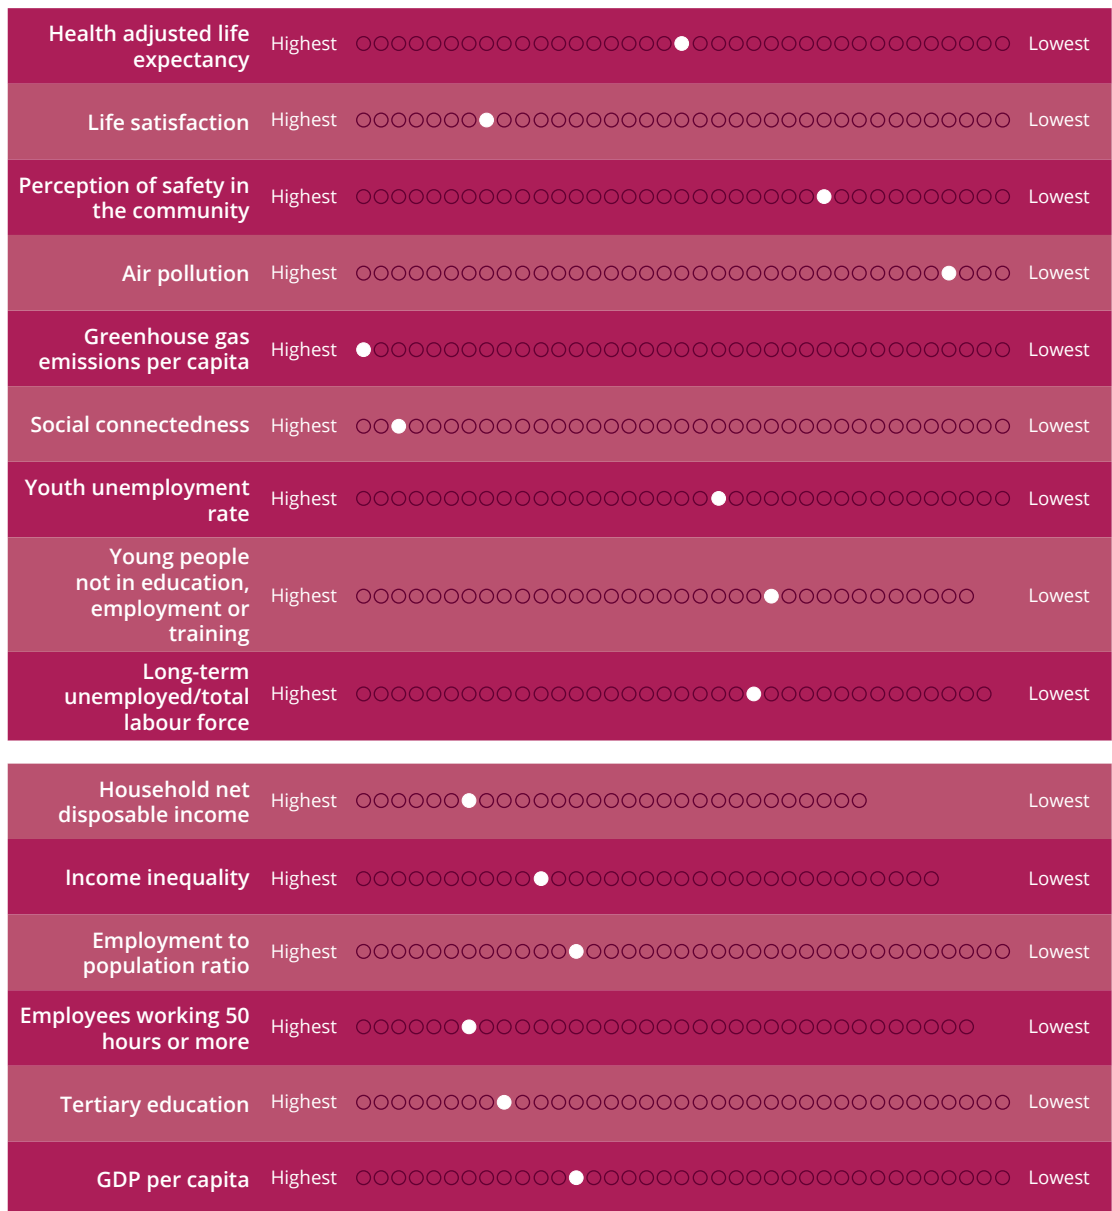 Health adjusted life
expectancy
Highest
Lowest
Life satisfaction
Highest
Lowest
Perception of safety in
the community
Highest
Lowest
Air pollution
Highest
Lowest
Greenhouse gas
emissions per capita
Highest
Lowest
Social connectedness
Highest
Lowest
Youth unemployment
rate
Highest
Lowest
Young people
not in education,
employment or
training
Highest
Lowest
Long-term
unemployed/total
labour force
Highest
Lowest
Household net
disposable income
Highest
Lowest
Income inequality
Highest
Lowest
Employment to
population ratio
Highest
Lowest
Employees working 50
hours or more
Highest
Lowest
Tertiary education
Highest
Lowest
GDP per capita
Highest
Lowest